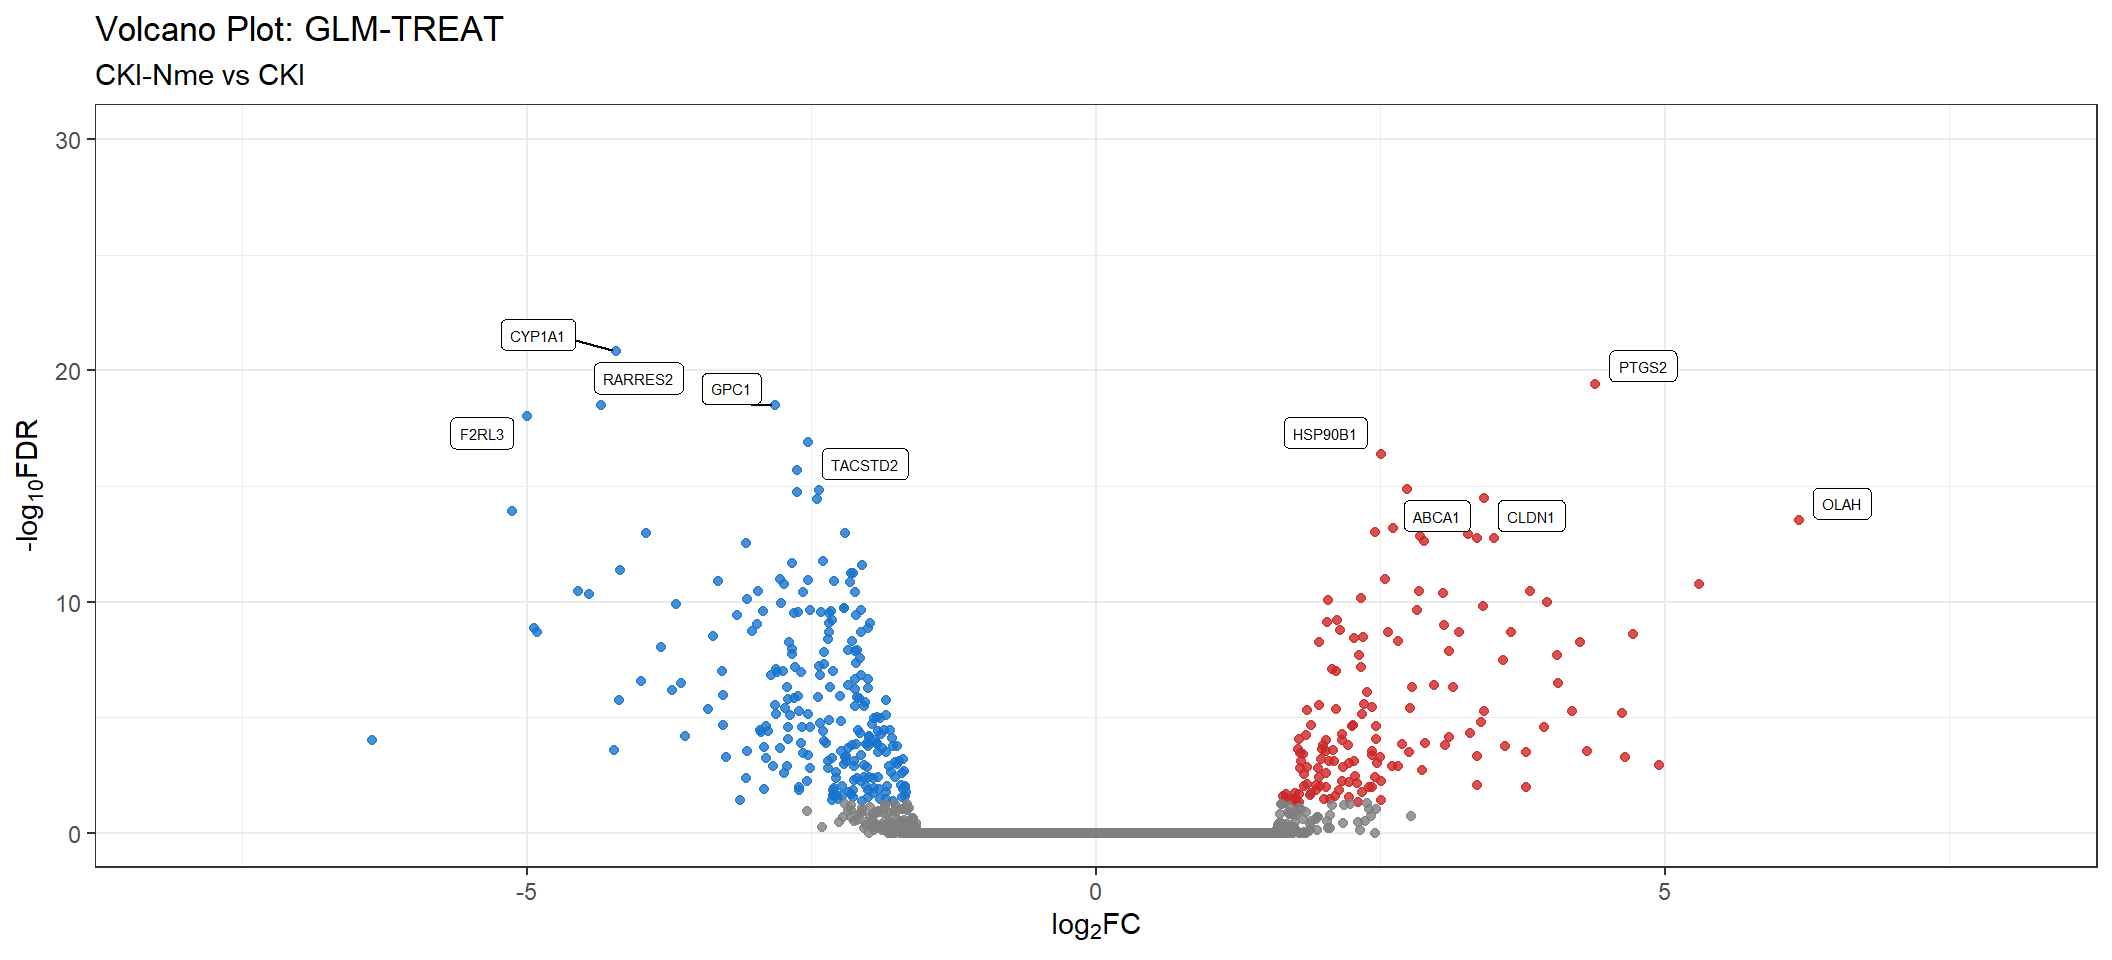 Volcano Plot: GLM-TREAT
CKI-Nme vs CKI
-log10FDR
30
20
10
0
CYP1A1
RARRES2
GPC1
PTGS2
F2RL3
HSP90B1
TACSTD2
OLAH
ABCA1
CLDN1
-5
0
5
log2FC